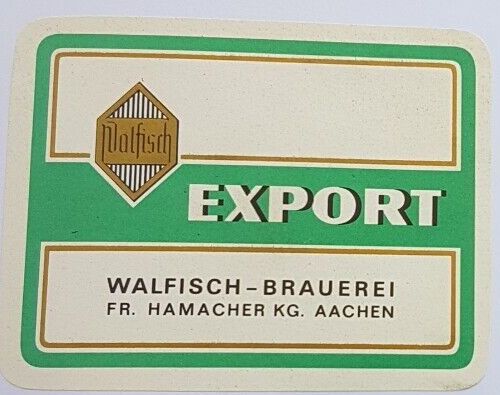 Walfisch
EXPORT
WALFISCH-BRAUEREI
FR. HAMACHER KG. AACHEN